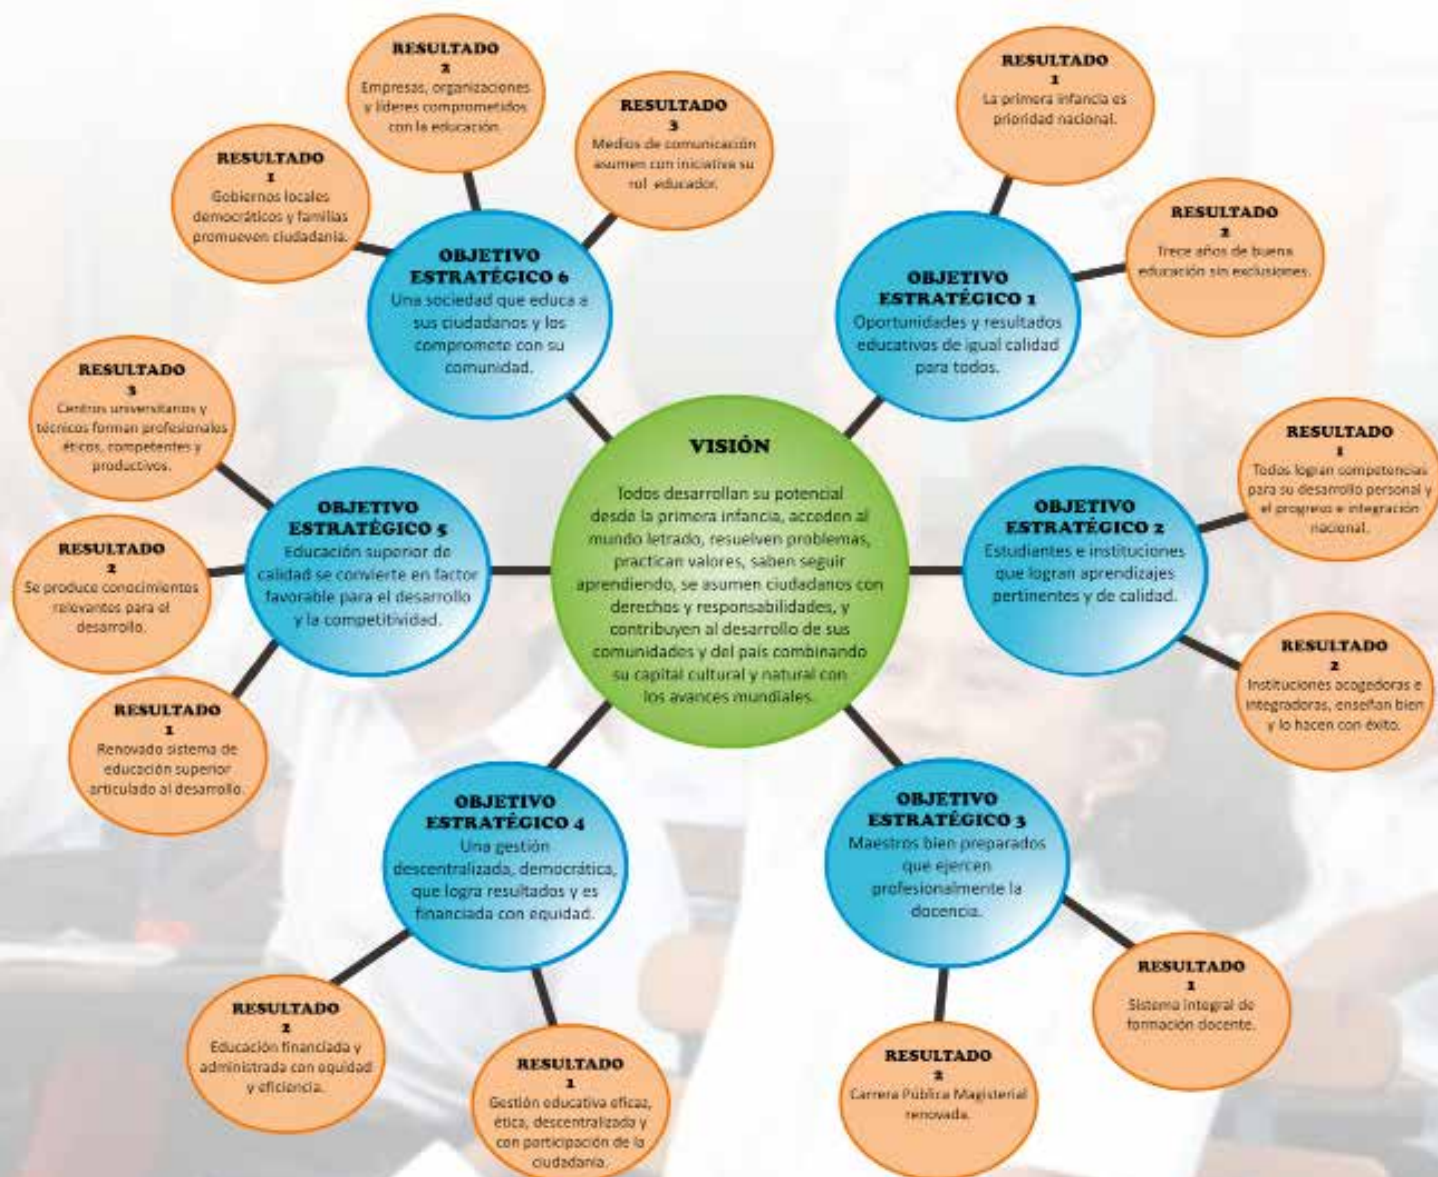 VISIÓN
Todos desarrollan su potencial
desde la primera infancia, acceden al
mundo letrado, resuelven problemas,
practican valores, saben seguir
aprendiendo, se asumen ciudadanos con
derechos y responsabilidades, y
contribuyen al desarrollo de sus
comunidades y del país combinando
su capital cultural y natural con
los avances mundiales.
OBJETIVO
ESTRATÉGICO 1
Oportunidades y resultados
educativos de igual calidad
para todos.
RESULTADO
1
La primera infancia es
prioridad nacional.
RESULTADO
2
Trece años de buena
educación sin exclusiones.
OBJETIVO
ESTRATÉGICO 2
Estudiantes e instituciones
que logran aprendizajes
pertinentes y de calidad.
RESULTADO
1
Todos logran competencias
para su desarrollo personal y
el progreso e integración
nacional.
RESULTADO
2
Instituciones acogedoras e
integradoras, enseñan bien
y lo hacen con éxito.
OBJETIVO
ESTRATÉGICO 3
Maestros bien preparados
que ejercen
profesionalmente la
docencia.
RESULTADO
1
Sistema integral de
formación docente.
RESULTADO
2
Carrera Pública Magisterial
renovada.
OBJETIVO
ESTRATÉGICO 4
Una gestión
descentralizada, democrática,
que logra resultados y es
financiada con equidad.
RESULTADO
1
Gestión educativa eficaz,
ética, descentralizada y
con participación de la
ciudadanía.
RESULTADO
2
Educación financiada y
administrada con equidad
y eficiencia.
OBJETIVO
ESTRATÉGICO 5
Educación superior de
calidad se convierte en factor
favorable para el desarrollo
y la competitividad.
RESULTADO
1
Renovado sistema de
educación superior
articulado al desarrollo.
RESULTADO
2
Se produce conocimientos
relevantes para el
desarrollo.
RESULTADO
3
Centros universitarios y
técnicos forman profesionales
éticos, competentes y
productivos.
OBJETIVO
ESTRATÉGICO 6
Una sociedad que educa a
sus ciudadanos y los
compromete con su
comunidad.
RESULTADO
1
Gobiernos locales
democráticos y familias
promueven ciudadanía.
RESULTADO
2
Empresas, organizaciones
y líderes comprometidos
con la educación.
RESULTADO
3
Medios de comunicación
asumen con iniciativa su
rol educador.